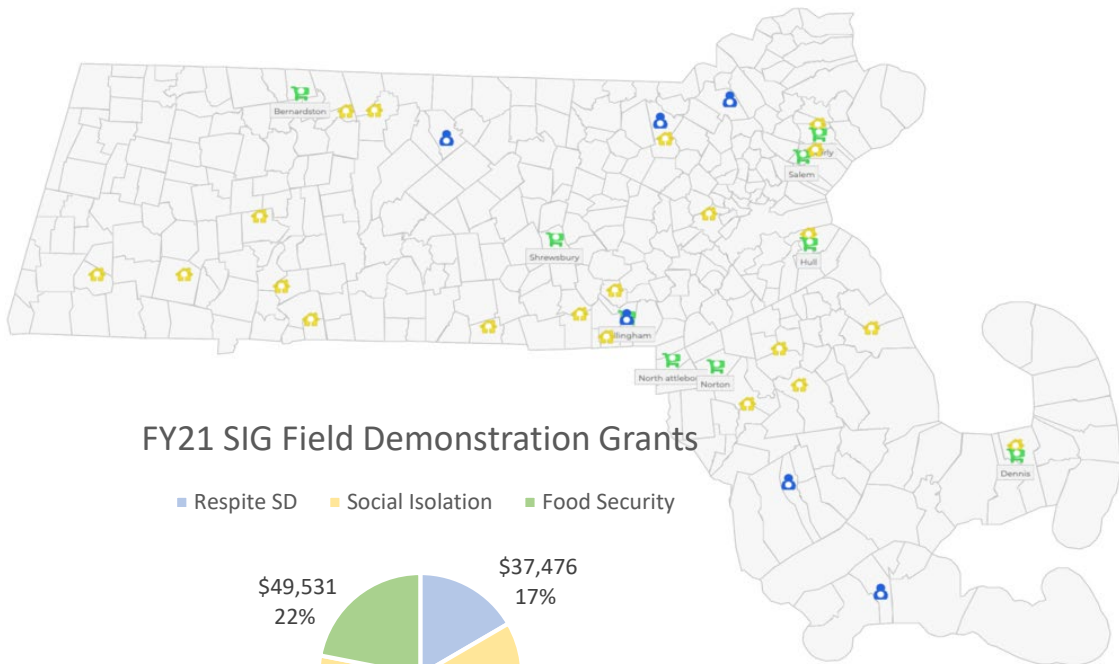 Bernardston
Salem
Shrewsbury
Hull
North attlebo
Norton
FY21 SIG Field Demonstration Grants
Respite SD Social Isolation Food Security
Dennis
$49,531
22%
$37,476
17%